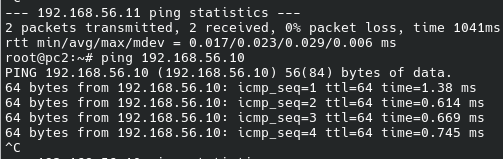 --- 192.168.56.11 ping statistics ---
2 packets transmitted, 2 received, 0% packet loss, time 1041ms
rtt min/avg/max/mdev = 0.017/0.023/0.029/0.006 ms
root@pc2:~# ping 192.168.56.10
PING 192.168.56.10 (192.168.56.10) 56(84) bytes of data.
64 bytes from 192.168.56.10: icmp_seq=1 ttl=64 time=1.38 ms
64 bytes from 192.168.56.10: icmp_seq=2 ttl=64 time=0.614 ms
64 bytes from 192.168.56.10: icmp_seq=3 ttl=64 time=0.669 ms
64 bytes from 192.168.56.10: icmp_seq=4 ttl=64 time=0.745 ms
^C